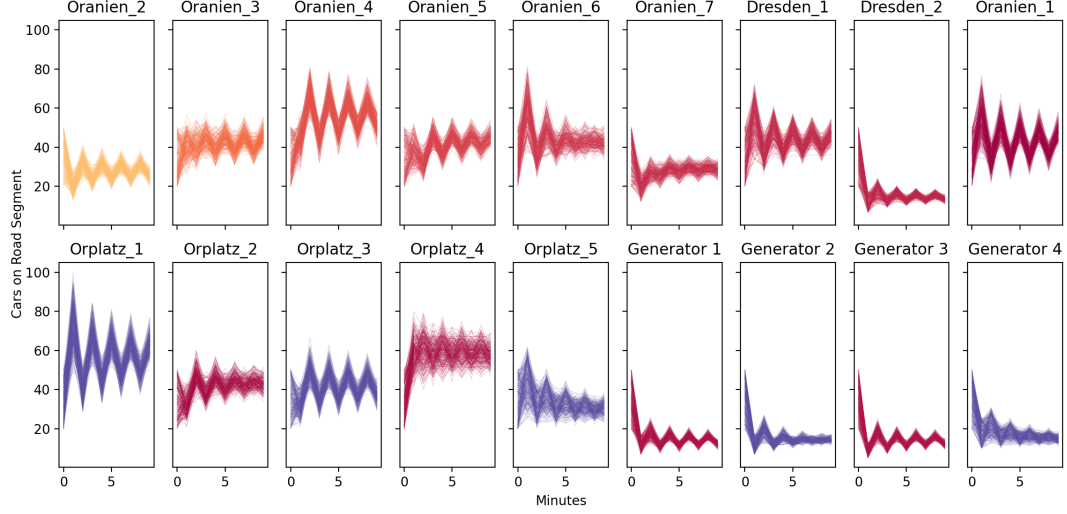 Oranien_2 Oranien_3 Oranien_4 Oranien_5 Oranien_6 Oranien_7 Dresden_1 Dresden_2 Oranien_1
100
80
60
40
20
Cars on Road Segment
Orplatz_1 Orplatz_2 Orplatz_3 Orplatz_4 Orplatz_5 Generator 1 Generator 2 Generator 3 Generator 4
100
80
60
40
20
0 5 0 5 0 5 0 5 0 5 0 5 0 5 0 5 0 5
Minutes